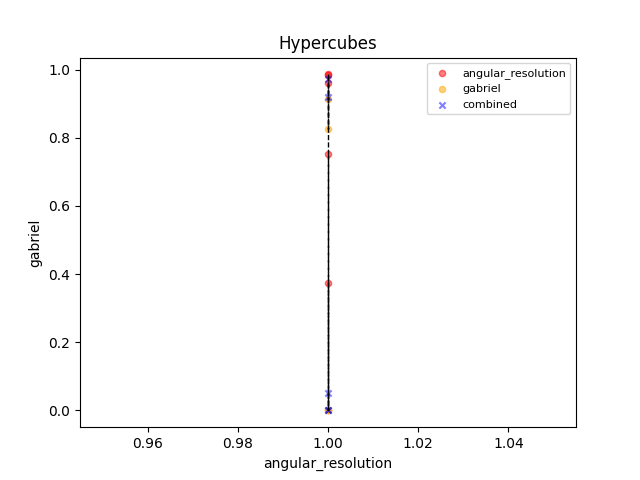 Hypercubes
angular_resolution
gabriel
combined
1.0
0.8
0.6
0.4
0.2
0.0
gabriel
0.96
0.98
1.00
1.02
1.04
angular_resolution